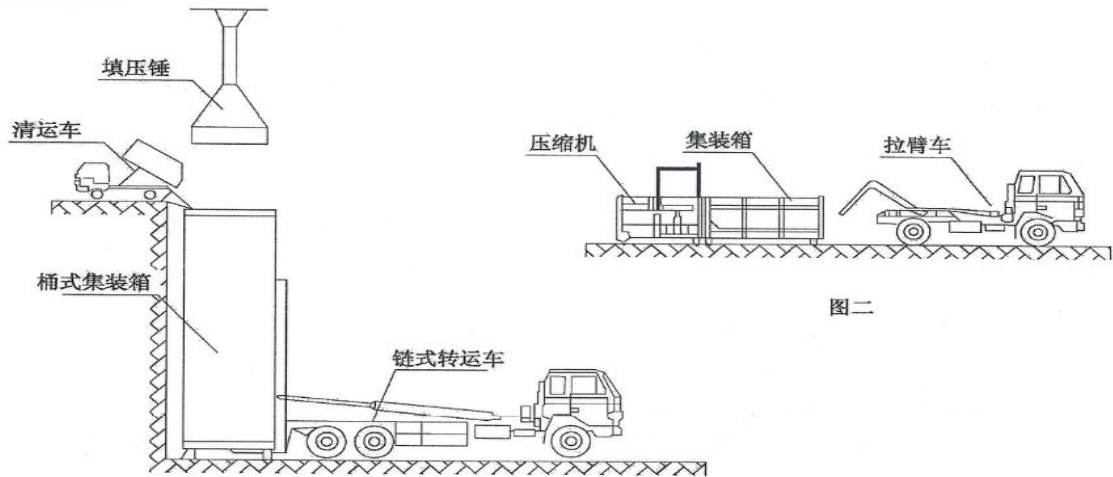 填压锤
清运车
桶式集装箱
链式转运车
压缩机
集装箱
拉臂车
图二